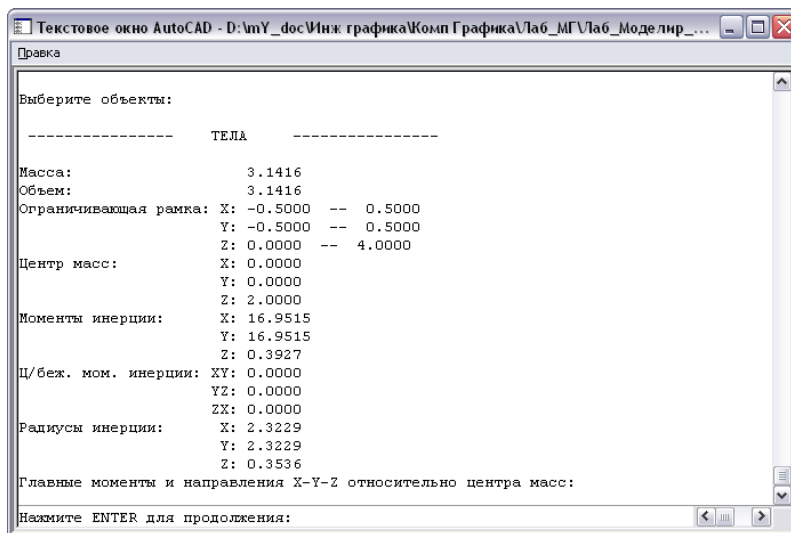 Текстовое окно AutoCAD - D:\mY_doc\Инж графика\Комп Графика\Лаб_МГ\Лаб_Моделир_...
Правка
Выберите объекты:
---------------- ТЕЛА ----------------
Масса: 3.1416
Объем: 3.1416
Ограничивающая рамка: X: -0.5000 -- 0.5000
Y: -0.5000 -- 0.5000
Z: 0.0000 -- 4.0000
Центр масс: X: 0.0000
Y: 0.0000
Z: 2.0000
Моменты инерции: X: 16.9515
Y: 16.9515
Z: 0.3927
Ц/беж. мом. инерции: XY: 0.0000
YZ: 0.0000
ZX: 0.0000
Радиусы инерции: X: 2.3229
Y: 2.3229
Z: 0.3536
Главные моменты и направления X-Y-Z относительно центра масс:
Нажмите ENTER для продолжения: